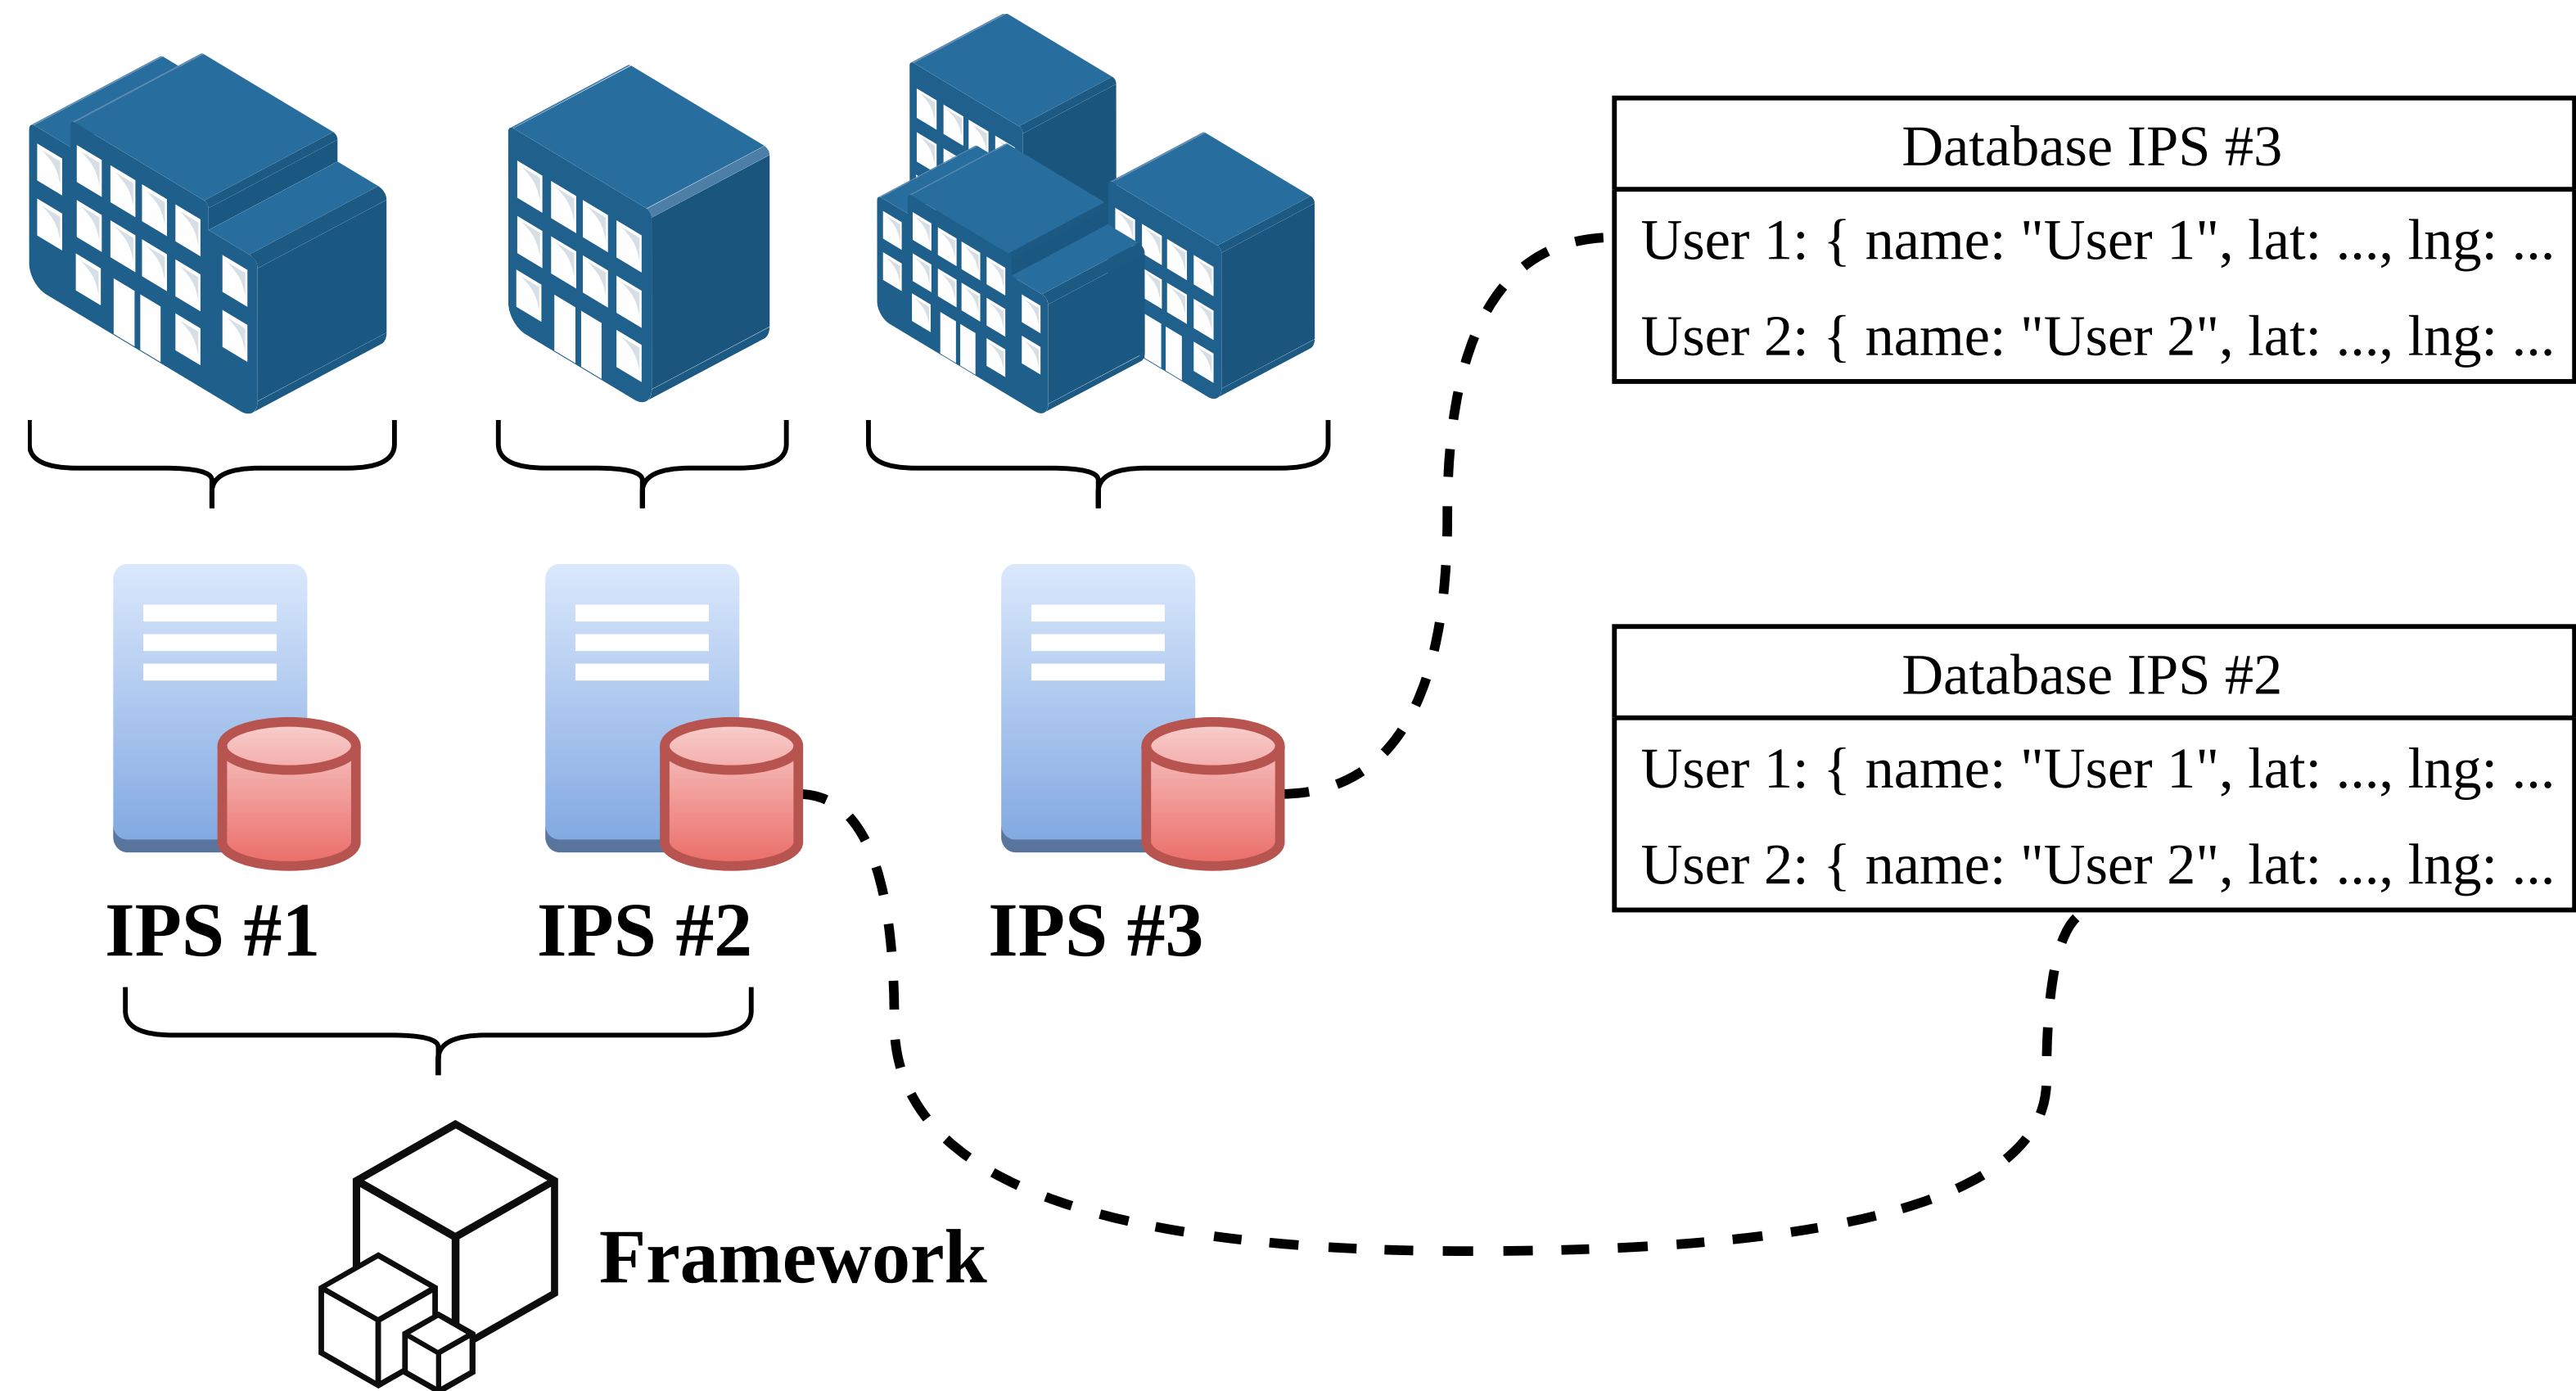 Database IPS #3
User 1: { name: "User 1", lat: ..., lng: ...
User 2: { name: "User 2", lat: ..., lng: ...
Database IPS #2
User 1: { name: "User 1", lat: ..., lng: ...
User 2: { name: "User 2", lat: ..., lng: ...
IPS #1
IPS #2
IPS #3
Framework